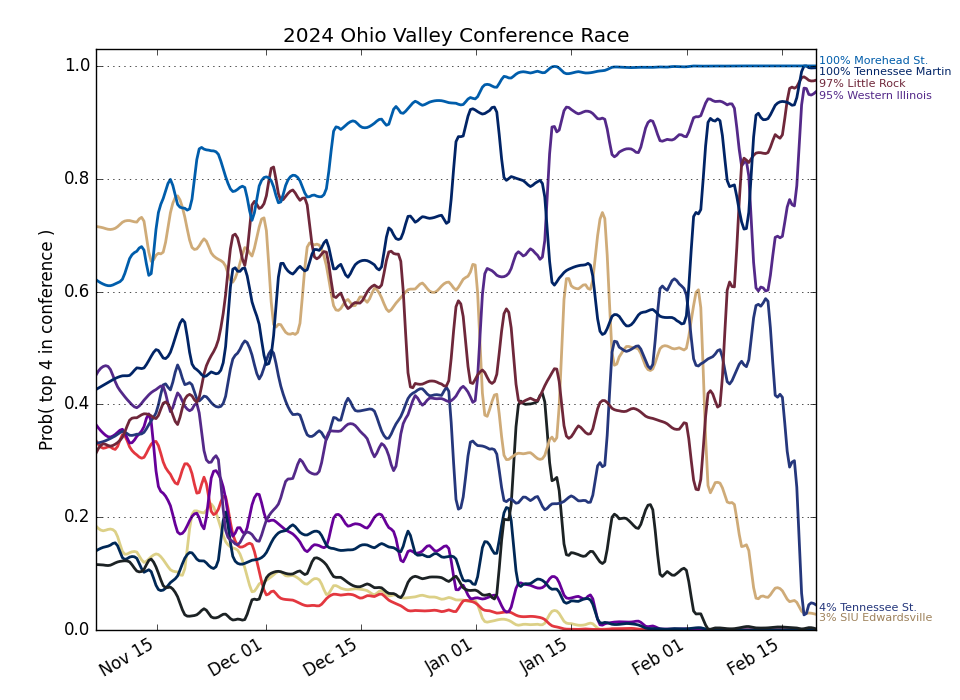 2024 Ohio Valley Conference Race
1.0
0.8
0.6
0.4
0.2
0.0
Prob( top 4 in conference )
Nov 15
Dec 01
Dec 15
Jan 01
Jan 15
Feb 01
Feb 15
100% Morehead St.
100% Tennessee Martin
97% Little Rock
95% Western Illinois
4% Tennessee St.
3% SIU Edwardsville